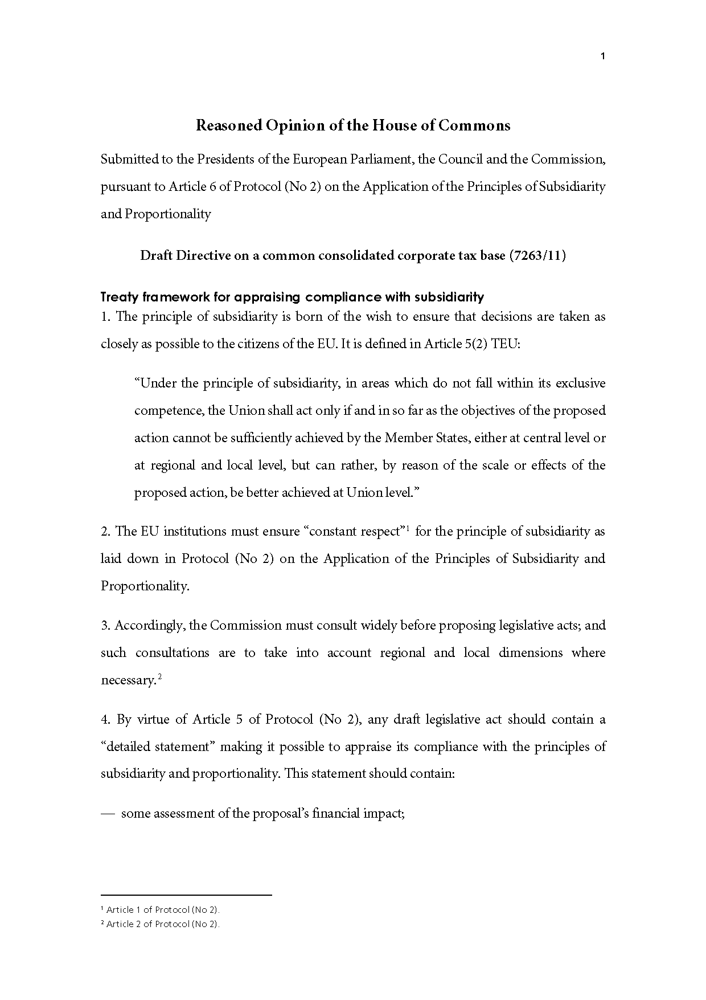 1
Reasoned Opinion of the House of Commons
Submitted to the Presidents of the European Parliament, the Council and the Commission,
pursuant to Article 6 of Protocol (No 2) on the Application of the Principles of Subsidiarity
and Proportionality
Draft Directive on a common consolidated corporate tax base (7263/11)
Treaty framework for appraising compliance with subsidiarity
1. The principle of subsidiarity is born of the wish to ensure that decisions are taken as
closely as possible to the citizens of the EU. It is defined in Article 5(2) TEU:
“Under the principle of subsidiarity, in areas which do not fall within its exclusive
competence, the Union shall act only if and in so far as the objectives of the proposed
action cannot be sufficiently achieved by the Member States, either at central level or
at regional and local level, but can rather, by reason of the scale or effects of the
proposed action, be better achieved at Union level.”
2. The EU institutions must ensure “constant respect”1 for the principle of subsidiarity as
laid down in Protocol (No 2) on the Application of the Principles of Subsidiarity and
Proportionality.
3. Accordingly, the Commission must consult widely before proposing legislative acts; and
such consultations are to take into account regional and local dimensions where
necessary.2
4. By virtue of Article 5 of Protocol (No 2), any draft legislative act should contain a
“detailed statement” making it possible to appraise its compliance with the principles of
subsidiarity and proportionality. This statement should contain:
— some assessment of the proposal’s financial impact;
1 Article 1 of Protocol (No 2).
2 Article 2 of Protocol (No 2).